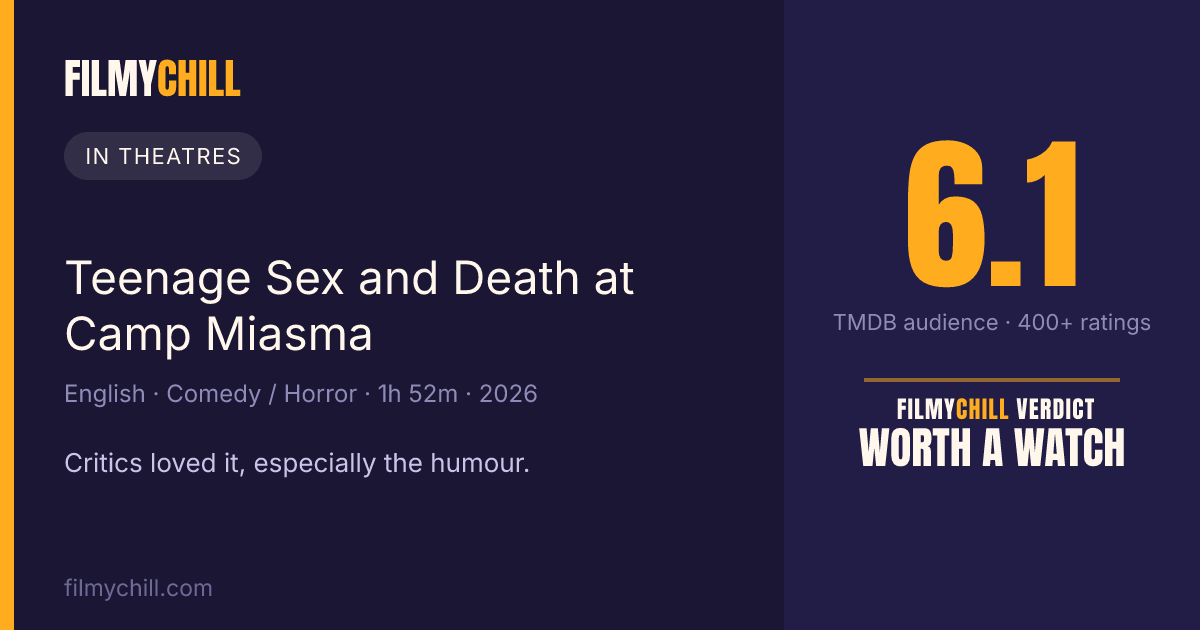 FILMYCHILL
IN THEATRES
Teenage Sex and Death at
Camp Miasma
English · Comedy / Horror · 1h 52m · 2026
Critics loved it, especially the humour.
filmychill.com
6.1
TMDB audience · 400+ ratings
FILMYCHILL VERDICT
WORTH A WATCH